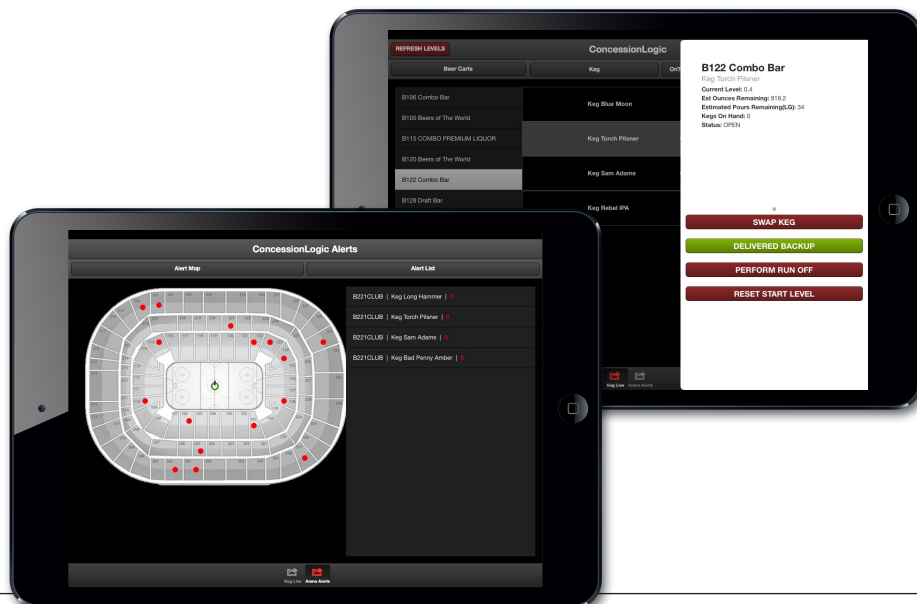 REFRESH LEVELS
ConcessionLogic
Beer Carts
Keg
B106 Combo Bar
B105 Beers of The World
B115 COMBO PREMIUM LIQUOR
B120 Beers of The World
B122 Combo Bar
B128 Draft Bar
Keg Blue Moon
Keg Torch Pilsner
Keg Sam Adams
Keg Rebel IPA
B122 Combo Bar
Keg Torch Pilsner
Current Level: 0.4
Est Ounces Remaining: 819.2
Estimated Pours Remaining(LG): 34
Kegs On Hand: 0
Status: OPEN
SWAP KEG
DELIVERED BACKUP
PERFORM RUN OFF
RESET START LEVEL
Keg Live
Arena Alerts
ConcessionLogic Alerts
Alert Map
Alert List
B221CLUB | Keg Long Hammer | 0
B221CLUB | Keg Torch Pilsner | 0
B221CLUB | Keg Sam Adams | 0
B221CLUB | Keg Bad Penny Amber | 0
Keg Live
Arena Alerts